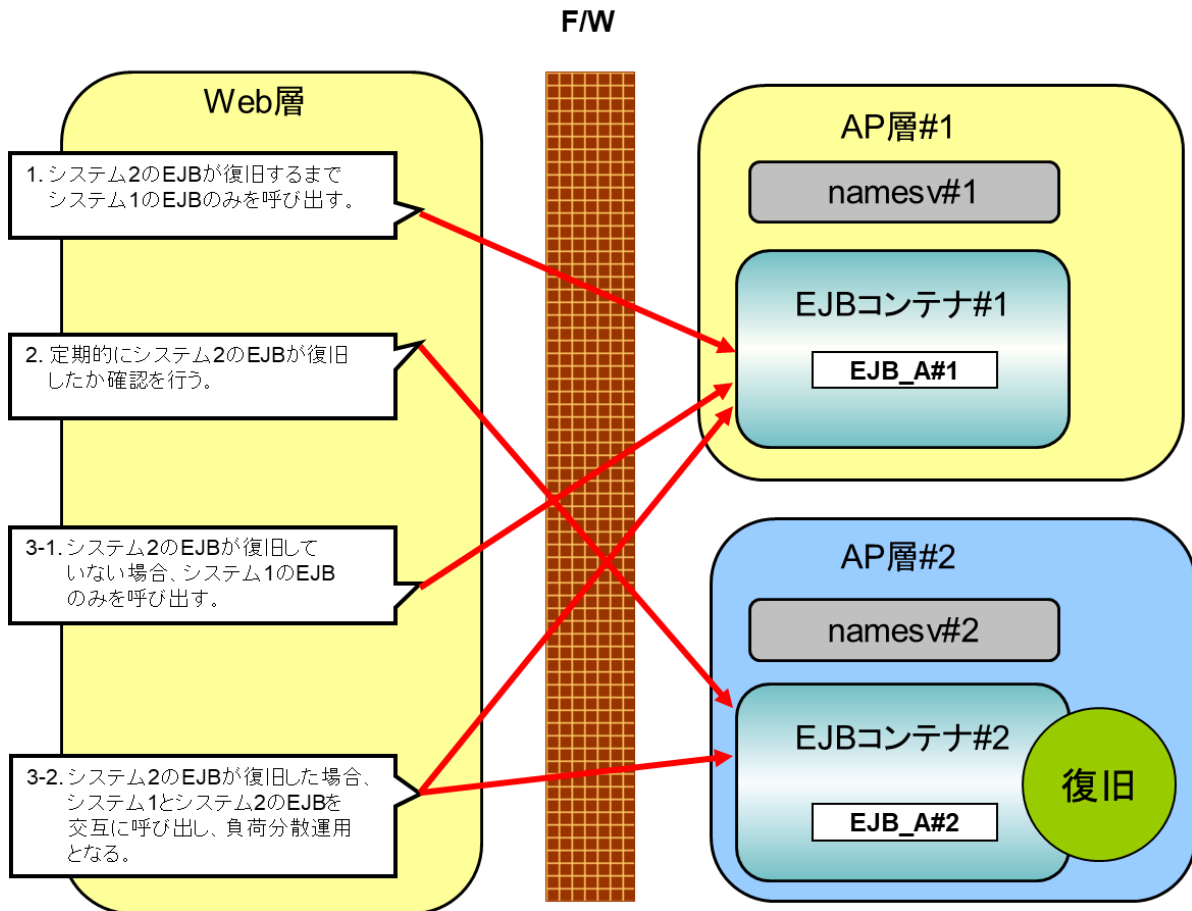 F/W
Web層
1. システム2のEJBが復旧するまで
システム1のEJBのみを呼び出す。
2. 定期的にシステム2のEJBが復旧
したか確認を行う。
3-1. システム2のEJBが復旧して
いない場合、システム1のEJB
のみを呼び出す。
3-2. システム2のEJBが復旧した場合、
システム1とシステム2のEJBを
交互に呼び出し、負荷分散運用
となる。
AP層#1
namesv#1
EJBコンテナ#1
EJB_A#1
AP層#2
namesv#2
EJBコンテナ#2
EJB_A#2
復旧